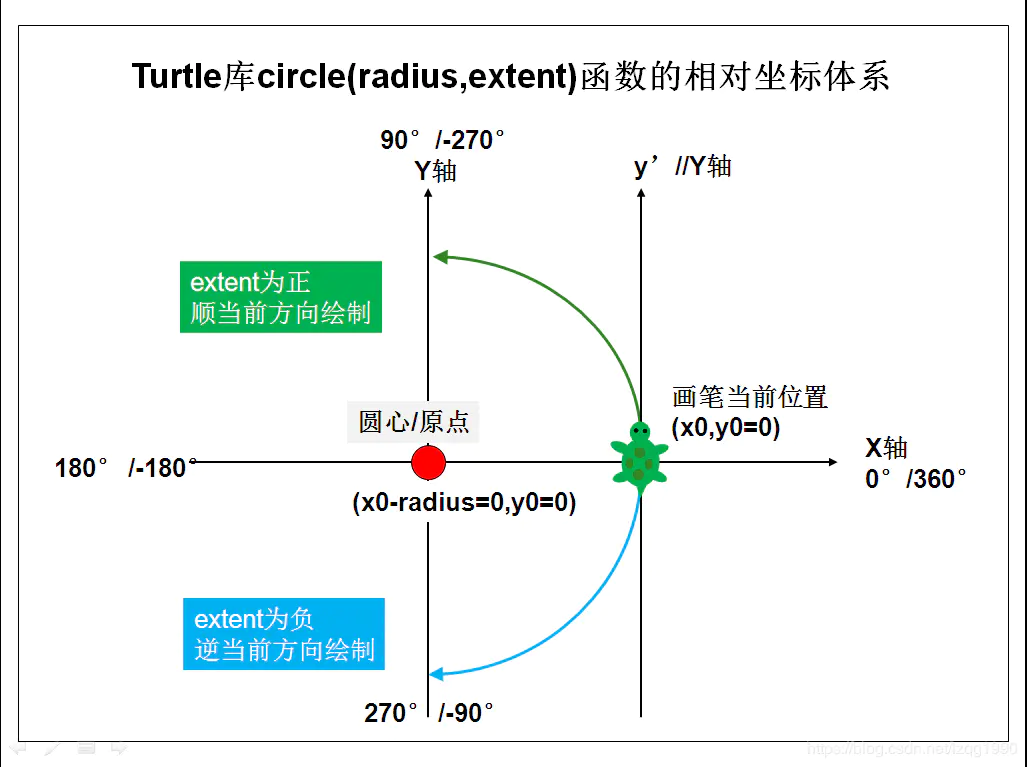 Turtle库circle(radius,extent)函数的相对坐标体系
90° /-270°
Y轴
y’//Y轴
extent为正
顺当前方向绘制
画笔当前位置
(x0,y0=0)
圆心/原点
X轴
0° /360°
180° /-180°
(x0-radius=0,y0=0)
extent为负
逆当前方向绘制
270° /-90°
https://blog.csdn.net/tzqg1990